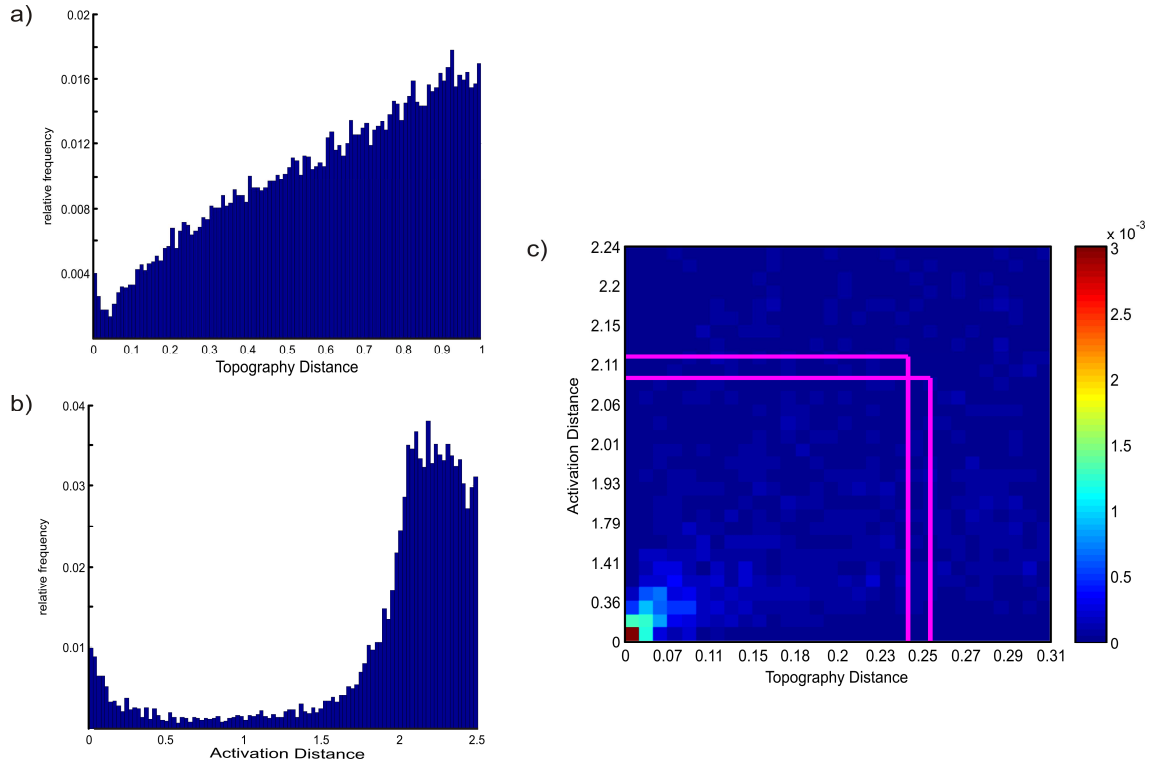 a)
0.02
0.016
0.012
0.008
0.004
relative frequency
0 0.1 0.2 0.3 0.4 0.5 0.6 0.7 0.8 0.9 1
Topography Distance
b)
0.04
0.03
0.02
0.01
relative frequency
0 0.5 1 1.5 2 2.5
Activation Distance
c)
2.24
2.2
2.15
2.11
2.06
2.01
1.93
1.79
1.41
0.36
0
Activation Distance
0 0.07 0.11 0.15 0.18 0.2 0.23 0.25 0.27 0.29 0.31
Topography Distance
x 10⁻³
3
2.5
2
1.5
1
0.5
0